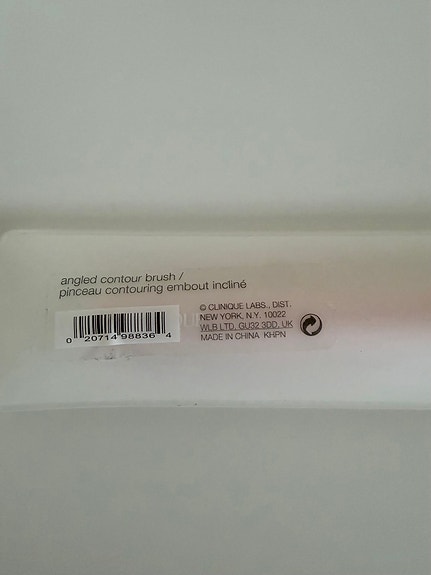 angled contour brush /
pinceau contouring embout incliné
© CLINIQUE LABS., DIST.
NEW YORK, N.Y. 10022
WLB LTD, GU32 3DD, UK
MADE IN CHINA KHPN
0 20714 98836 4